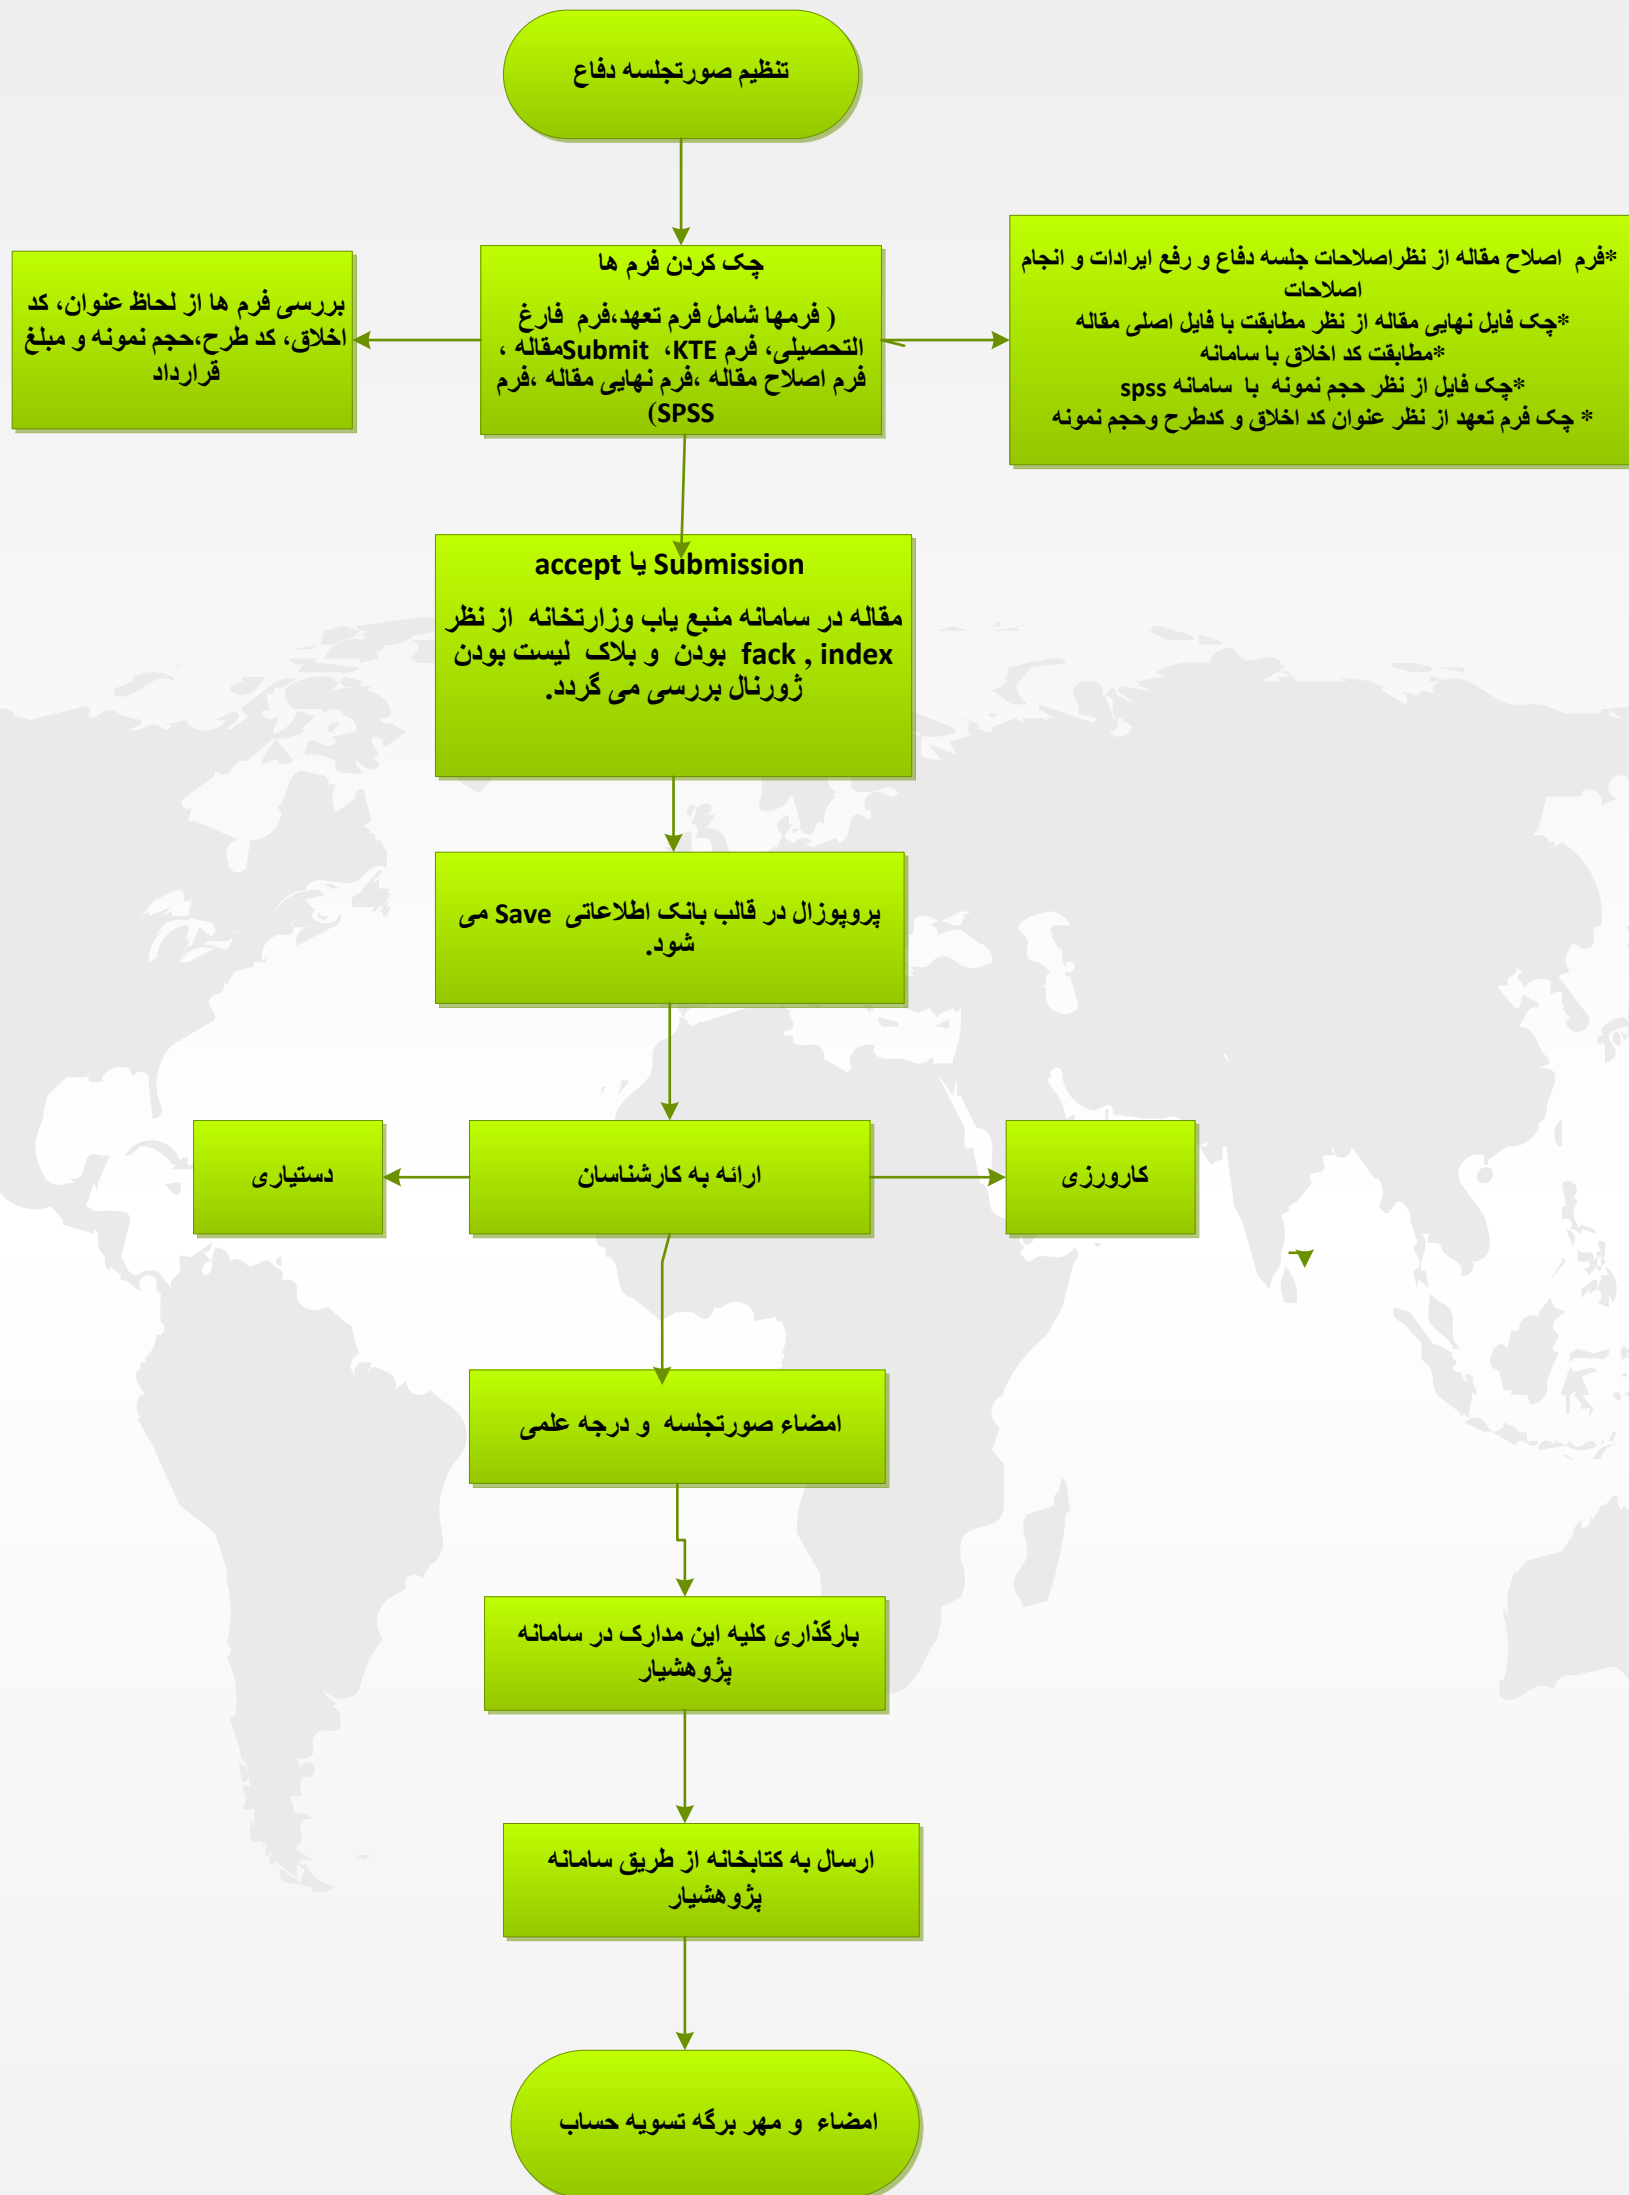 تنظیم صورتجلسه دفاع
چک کردن فرم ها
( فرمها شامل فرم تعهد،فرم فارغ
التحصیلی، فرم KTE، Submitمقاله ،
فرم اصلاح مقاله ،فرم نهایی مقاله ،فرم
SPSS)
*فرم اصلاح مقاله از نظراصلاحات جلسه دفاع و رفع ایرادات و انجام
اصلاحات
*چک فایل نهایی مقاله از نظر مطابقت با فایل اصلی مقاله
*مطابقت کد اخلاق با سامانه
*چک فایل از نظر حجم نمونه با سامانه spss
* چک فرم تعهد از نظر عنوان کد اخلاق و کدطرح وحجم نمونه
بررسی فرم ها از لحاظ عنوان، کد
اخلاق، کد طرح،حجم نمونه و مبلغ
قرارداد
Submission یا accept
مقاله در سامانه منبع یاب وزارتخانه از نظر
fack , index بودن و بلاک لیست بودن
ژورنال بررسی می گردد.
پروپوزال در قالب بانک اطلاعاتی Save می
شود.
کارورزی
ارائه به کارشناسان
دستیاری
امضاء صورتجلسه و درجه علمی
بارگذاری کلیه این مدارک در سامانه
پژوهشیار
ارسال به کتابخانه از طریق سامانه
پژوهشیار
امضاء و مهر برگه تسویه حساب